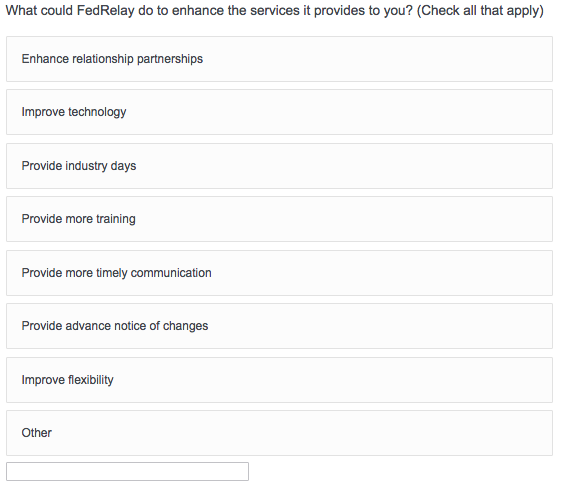 What could FedRelay do to enhance the services it provides to you? (Check all that apply)
Enhance relationship partnerships
Improve technology
Provide industry days
Provide more training
Provide more timely communication
Provide advance notice of changes
Improve flexibility
Other